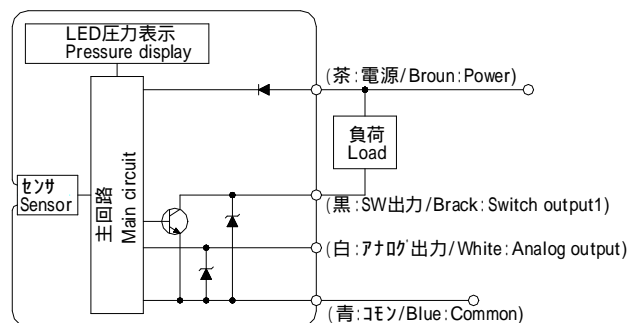 LED圧力表示
Pressure display
(茶:電源/Broun:Power)
負荷
Load
センサ
Sensor
主回路
Main circuit
(黒:SW出力/Brack:Switch output1)
(白:アナログ出力/White:Analog output)
(青:コモン/Blue:Common)